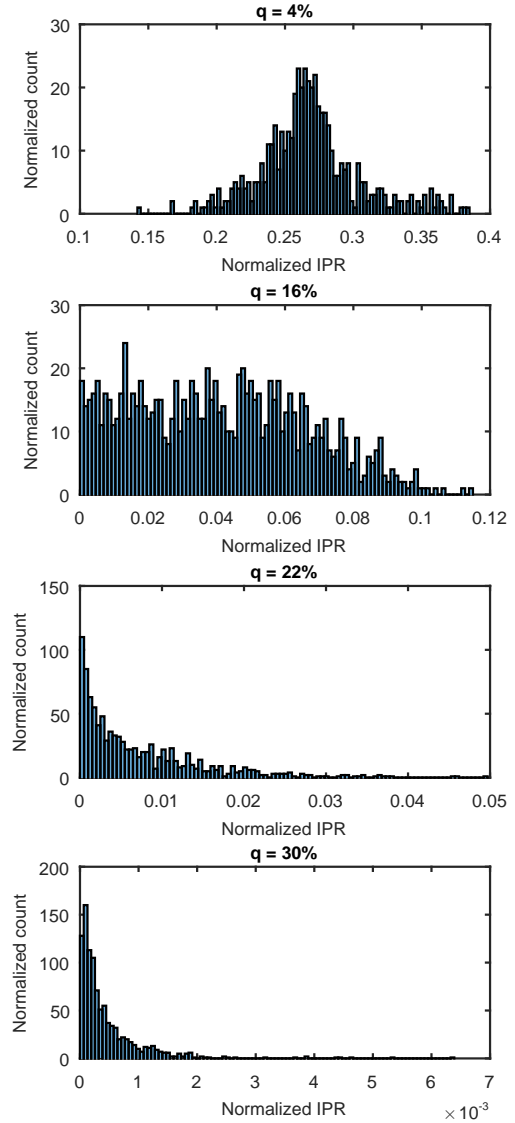 q = 4%
Normalized count
30
20
10
0
0.1 0.15 0.2 0.25 0.3 0.35 0.4
Normalized IPR
q = 16%
Normalized count
30
20
10
0
0 0.02 0.04 0.06 0.08 0.1 0.12
Normalized IPR
q = 22%
Normalized count
150
100
50
0
0 0.01 0.02 0.03 0.04 0.05
Normalized IPR
q = 30%
Normalized count
200
150
100
50
0
0 1 2 3 4 5 6 7
Normalized IPR
× 10⁻³